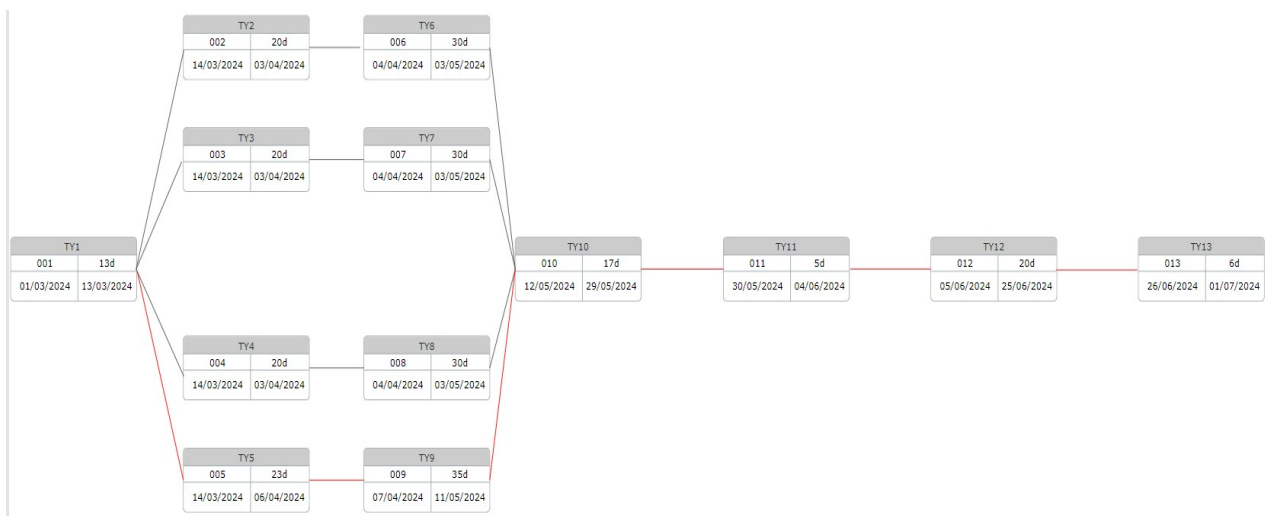 TY2
002 20d
14/03/2024 03/04/2024
TY6
006 30d
04/04/2024 03/05/2024
TY3
003 20d
14/03/2024 03/04/2024
TY7
007 30d
04/04/2024 03/05/2024
TY1
001 13d
01/03/2024 13/03/2024
TY10
010 17d
12/05/2024 29/05/2024
TY11
011 5d
30/05/2024 04/06/2024
TY12
012 20d
05/06/2024 25/06/2024
TY13
013 6d
26/06/2024 01/07/2024
TY4
004 20d
14/03/2024 03/04/2024
TY8
008 30d
04/04/2024 03/05/2024
TY5
005 23d
14/03/2024 06/04/2024
TY9
009 35d
07/04/2024 11/05/2024